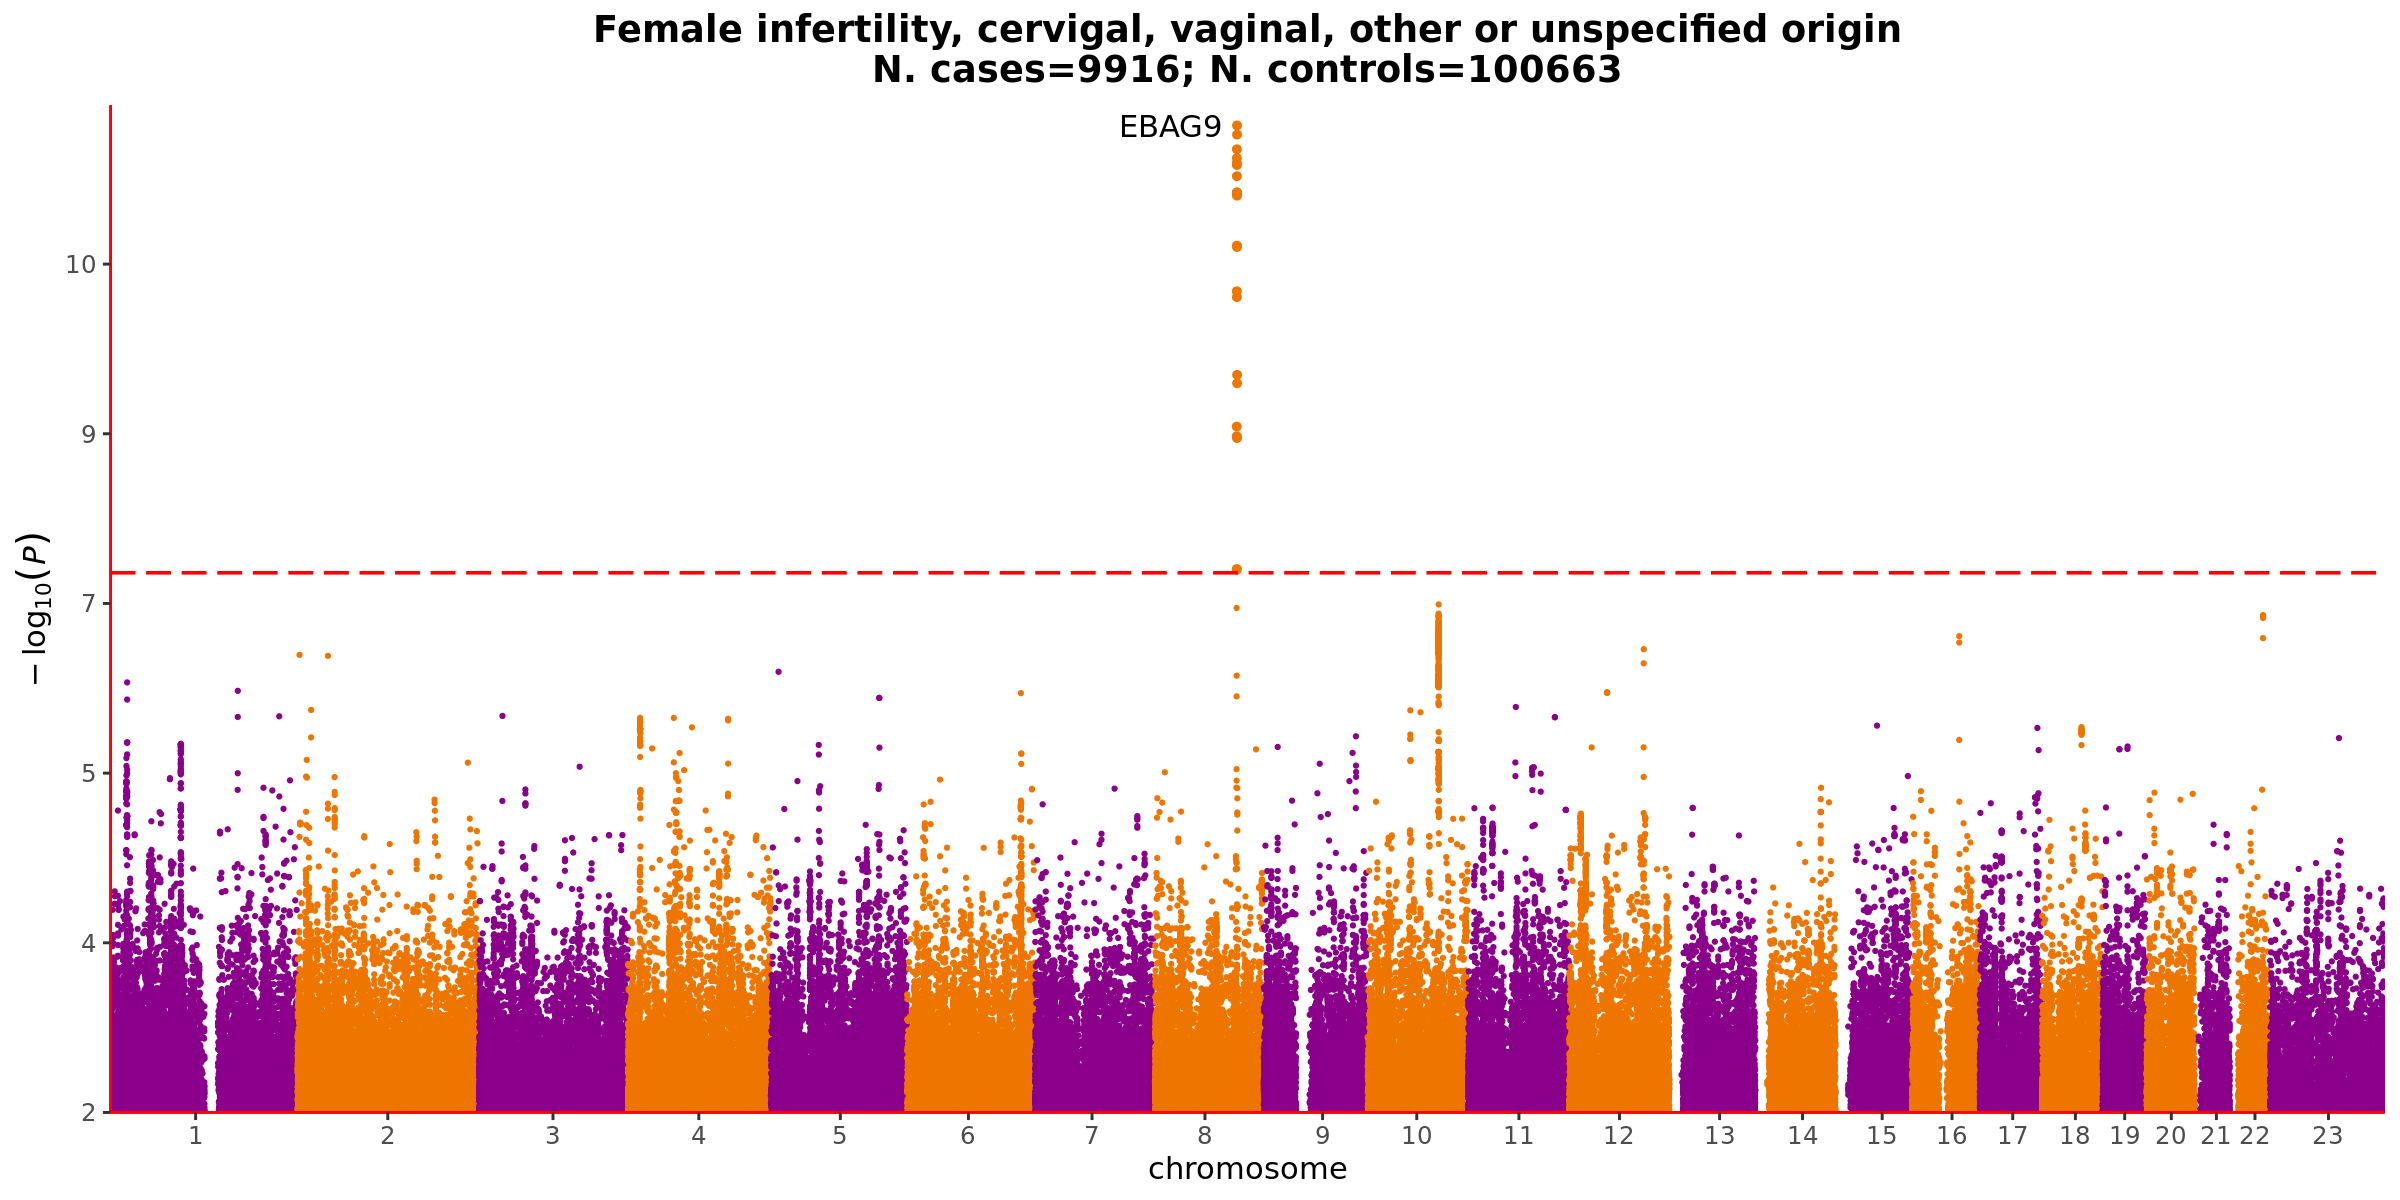 Female infertility, cervigal, vaginal, other or unspecified origin
N. cases=9916; N. controls=100663
EBAG9
10
9
7
5
4
2
− log₁₀(P)
1 2 3 4 5 6 7 8 9 10 11 12 13 14 15 16 17 18 19 20 21 22 23
chromosome